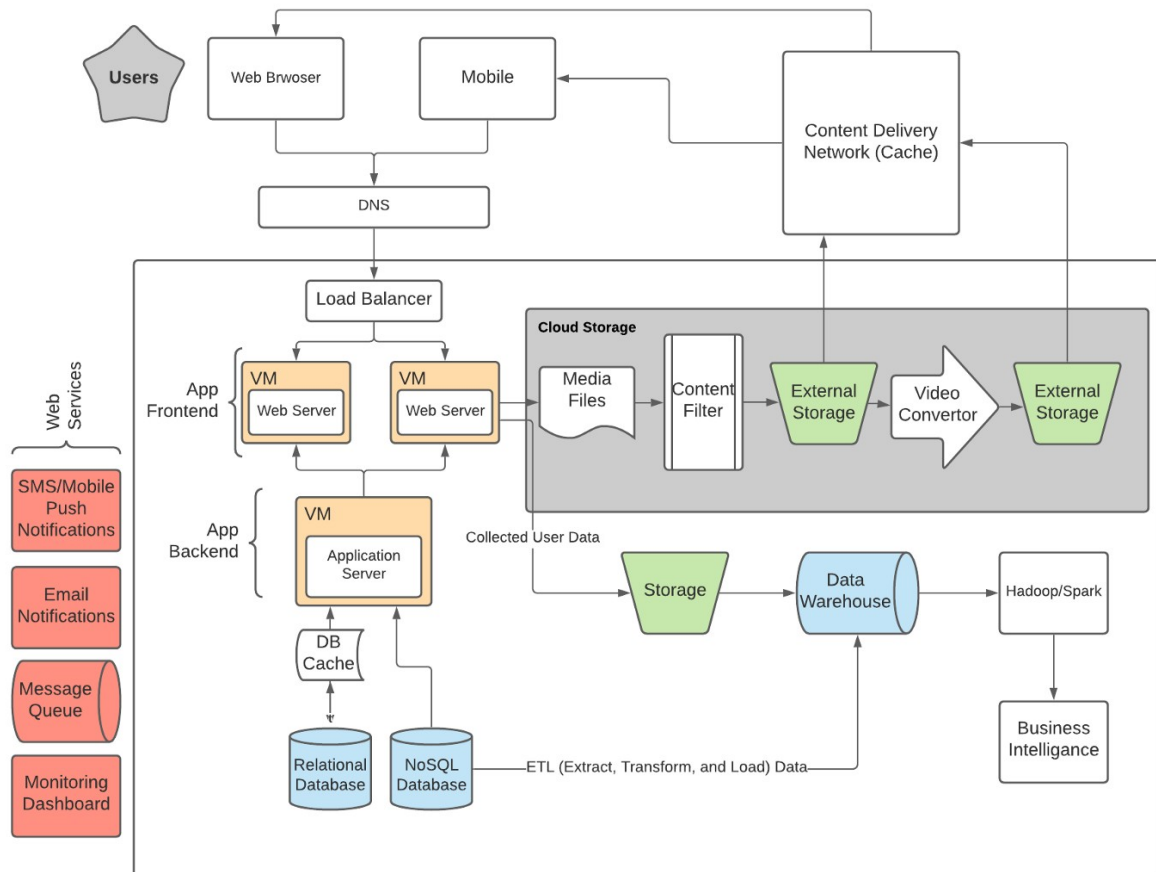 Users
Web Brwoser
Mobile
Content Delivery
Network (Cache)
DNS
Load Balancer
Cloud Storage
App
Frontend
VM
Web Server
VM
Web Server
Media
Files
Content
Filter
External
Storage
Video
Convertor
External
Storage
Web
Services
SMS/Mobile
Push
Notifications
Email
Notifications
Message
Queue
Monitoring
Dashboard
App
Backend
VM
Application
Server
Collected User Data
Storage
Data
Warehouse
Hadoop/Spark
DB
Cache
Relational
Database
NoSQL
Database
ETL (Extract, Transform, and Load) Data
Business
Intelligance